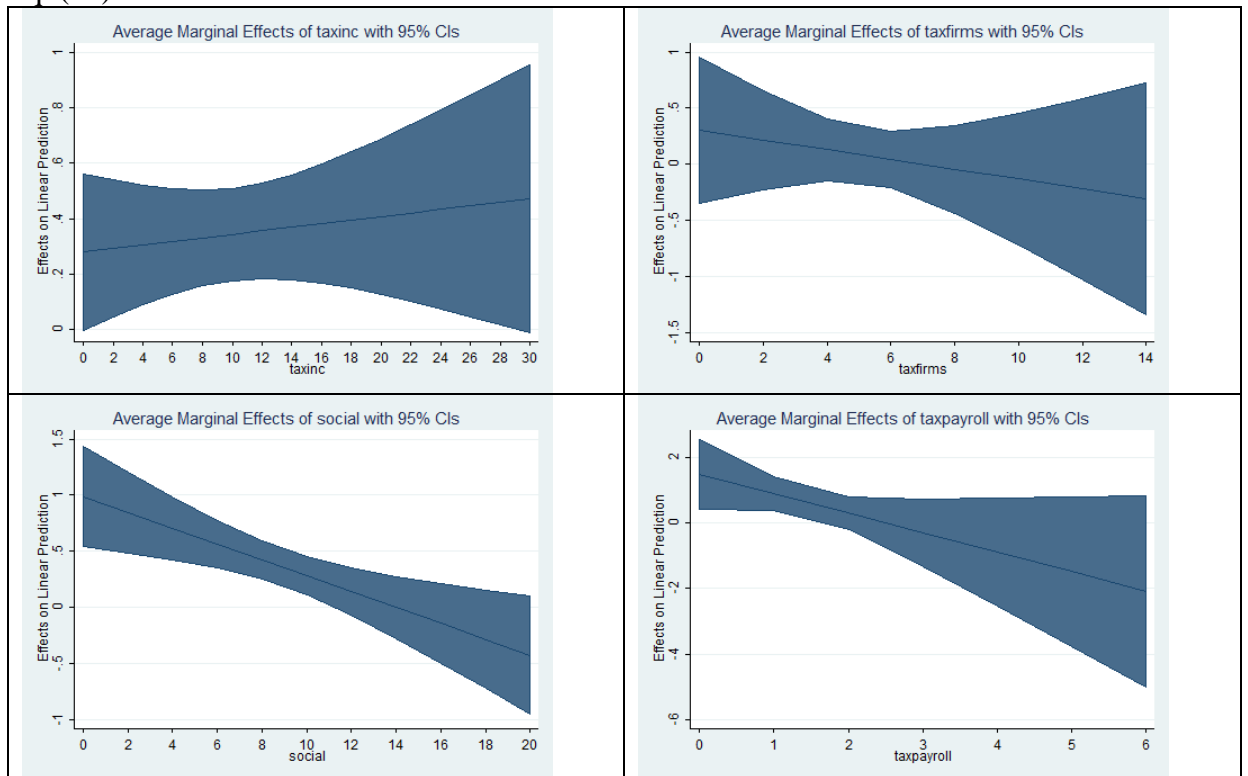 Average Marginal Effects of taxinc with 95% CIs
Effects on Linear Prediction
1
.8
.6
.4
.2
0
0 2 4 6 8 10 12 14 16 18 20 22 24 26 28 30
taxinc
Average Marginal Effects of taxfirms with 95% CIs
Effects on Linear Prediction
1
.5
0
-.5
-1
-1.5
0 2 4 6 8 10 12 14
taxfirms
Average Marginal Effects of social with 95% CIs
Effects on Linear Prediction
1.5
1
.5
0
-.5
-1
0 2 4 6 8 10 12 14 16 18 20
social
Average Marginal Effects of taxpayroll with 95% CIs
Effects on Linear Prediction
2
0
-2
-4
-6
0 1 2 3 4 5 6
taxpayroll